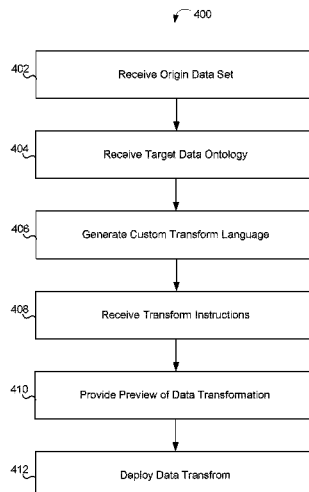 400
402
Receive Origin Data Set
404
Receive Target Data Ontology
406
Generate Custom Transform Language
408
Receive Transform Instructions
410
Provide Preview of Data Transformation
412
Deploy Data Transfrom